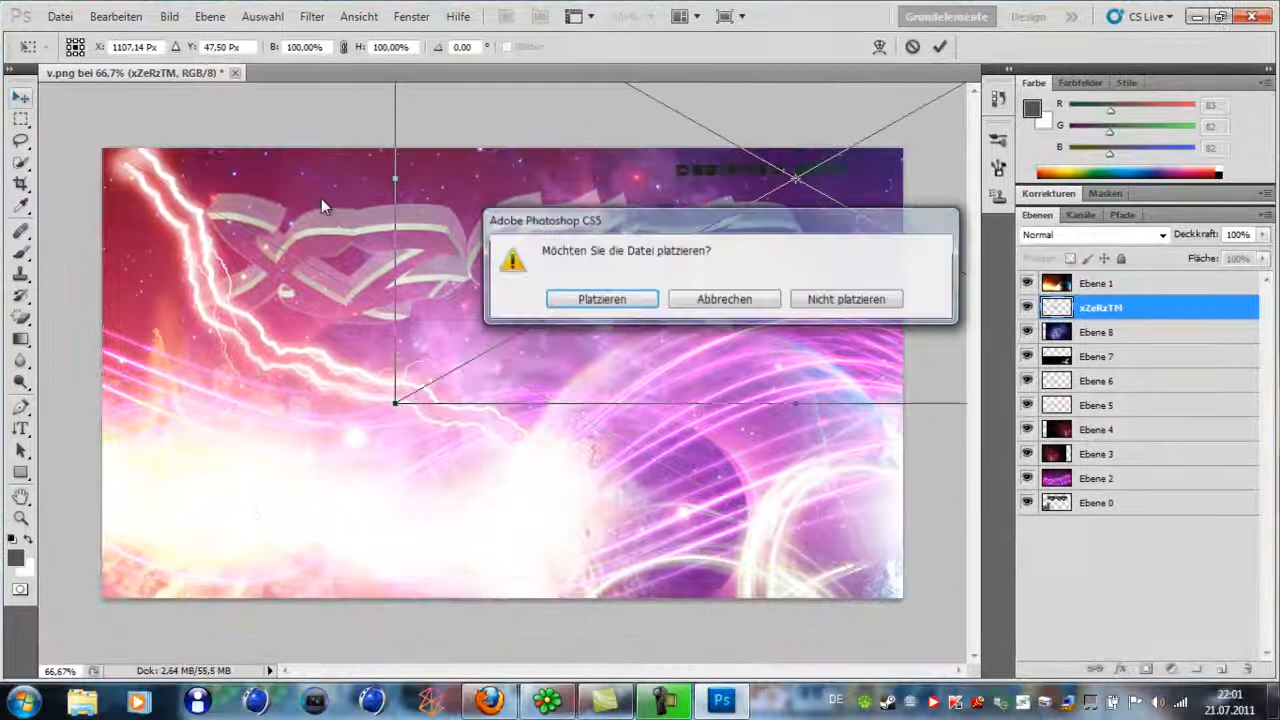 Ps Datei Bearbeiten Bild Ebene Auswahl Filter Ansicht Fenster Hilfe Grundelemente Design CS Live
X: 1107,14 Px Y: 47,50 Px B: 100,00% H: 100,00% 0,00 °
v.png bei 66,7% (xZeRzTM, RGB/8) *
Farbe Farbfelder Stile
R 83
G 82
B 82
Korrekturen Masken
Ebenen Kanäle Pfade
Normal Deckkraft: 100%
Fläche: 100%
Ebene 1
xZeRzTM
Ebene 8
Ebene 7
Ebene 6
Ebene 5
Ebene 4
Ebene 3
Ebene 2
Ebene 0
Adobe Photoshop CS5
Möchten Sie die Datei platzieren?
Platzieren Abbrechen Nicht platzieren
66,67% Dok: 2,64 MB/55,5 MB
Ps DE 22:01
21.07.2011